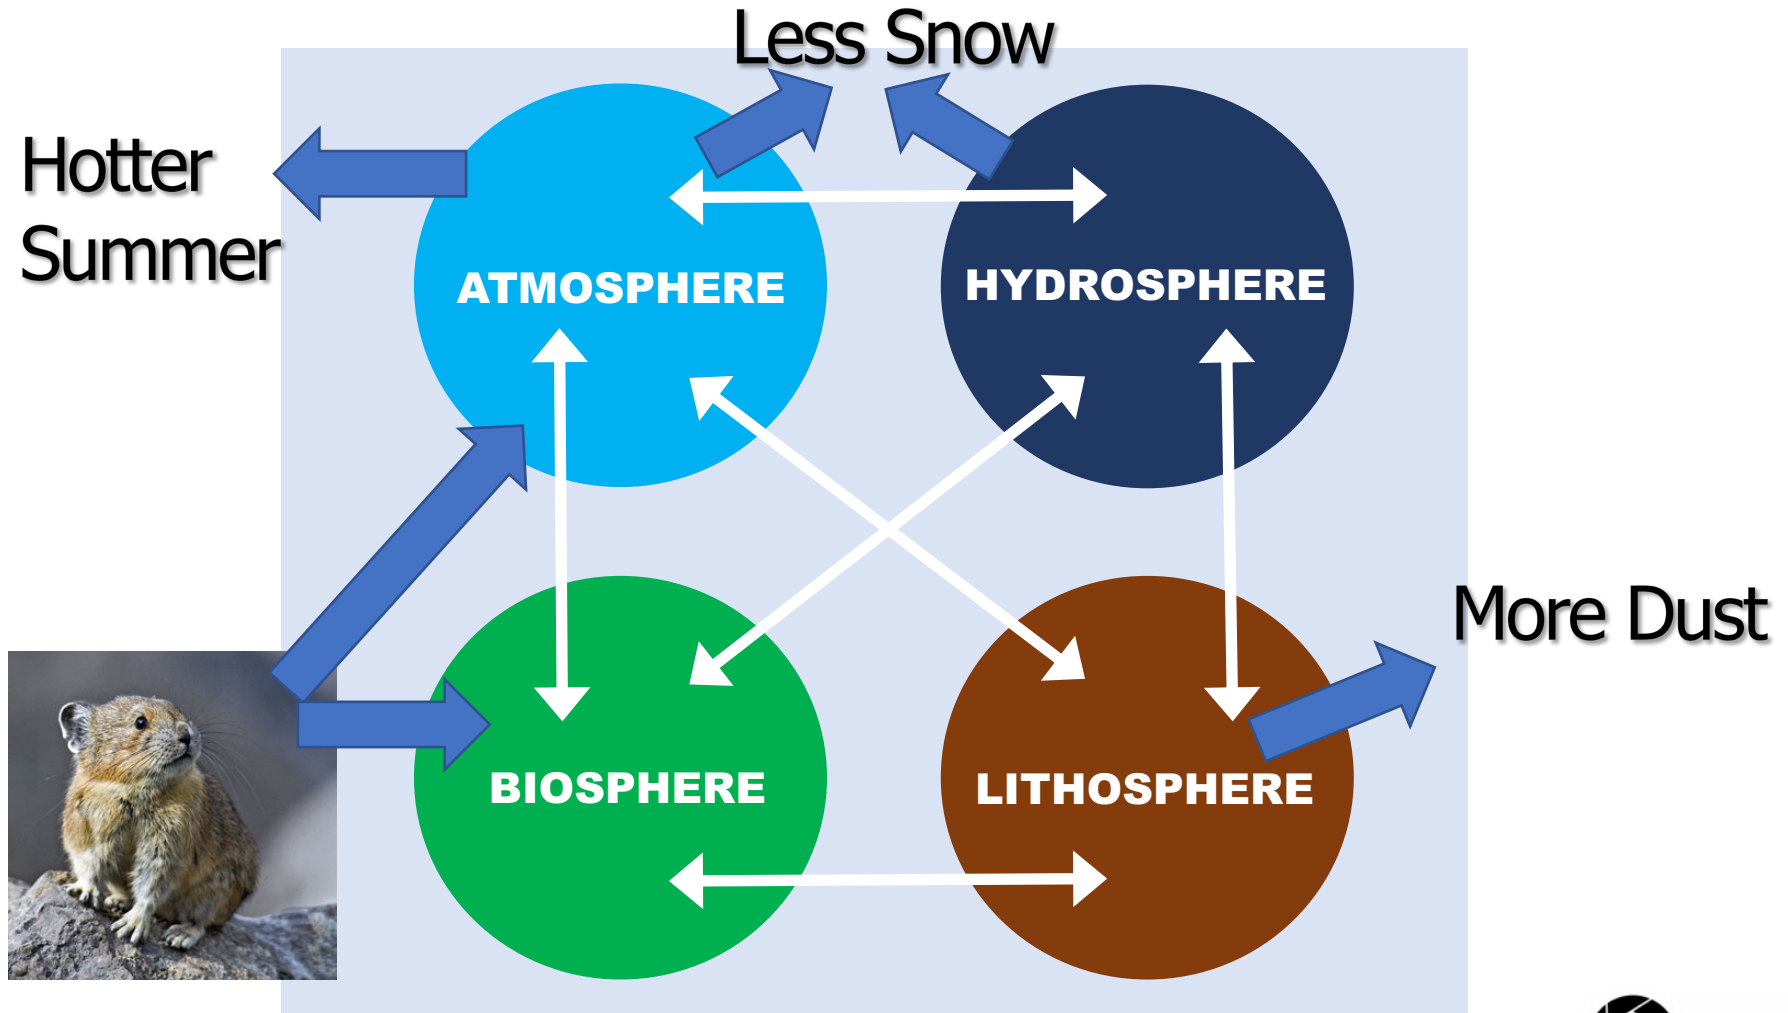 Less Snow
Hotter
Summer
ATMOSPHERE
HYDROSPHERE
More Dust
BIOSPHERE
LITHOSPHERE